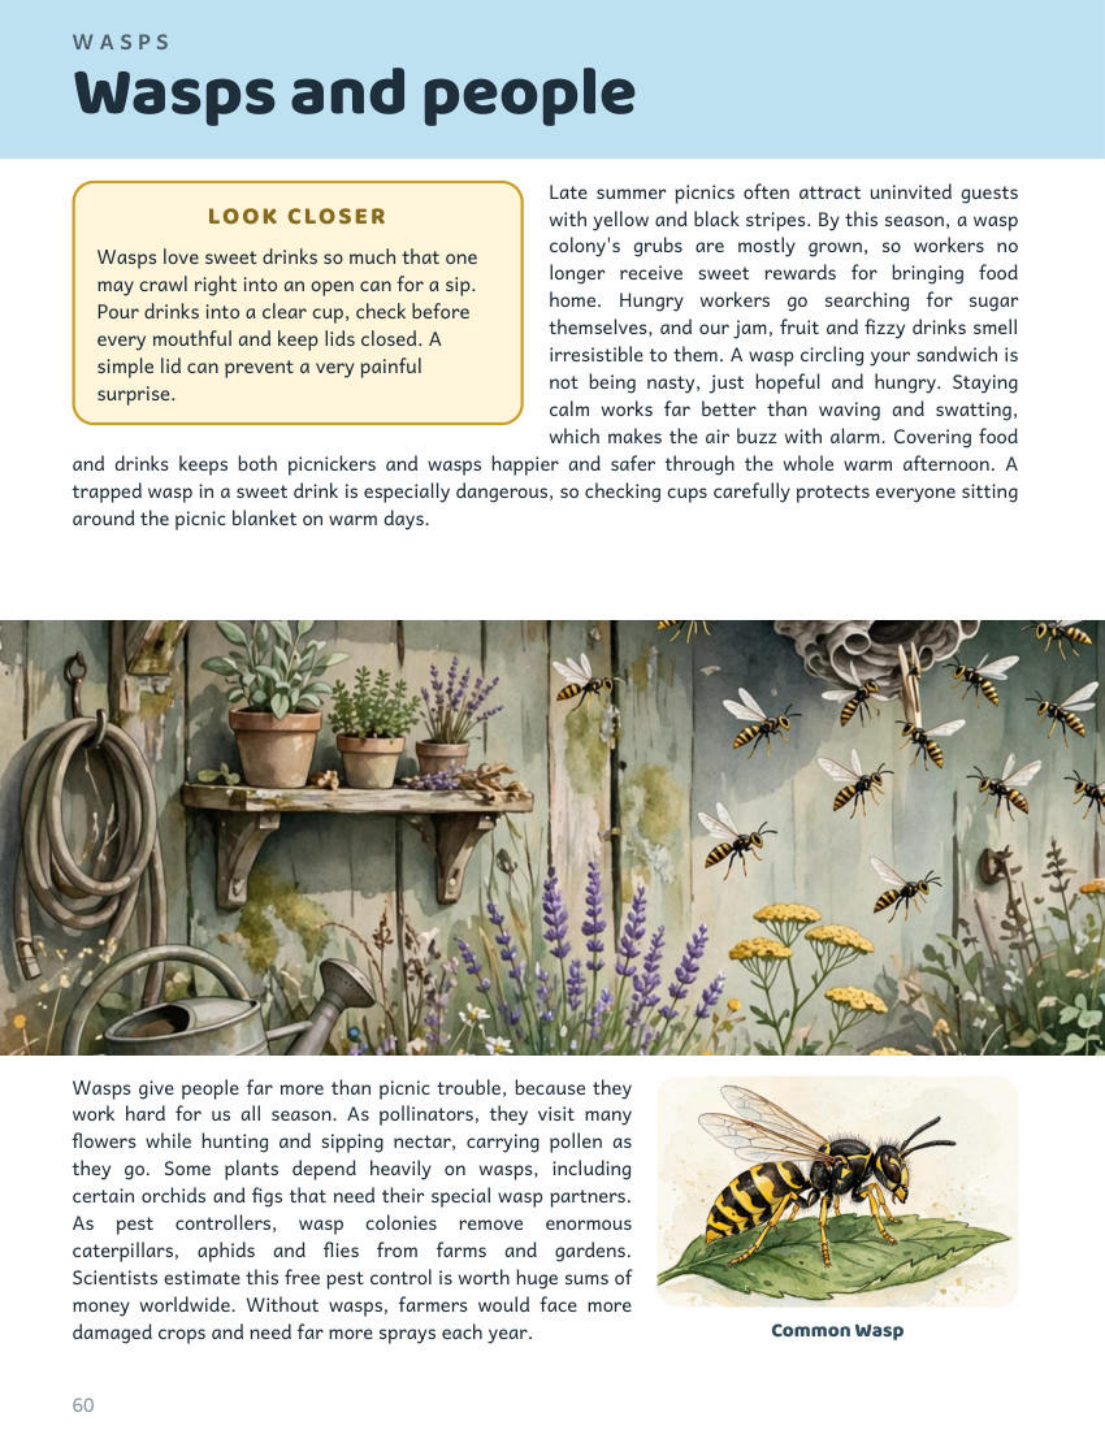 WASPS
Wasps and people
LOOK CLOSER
Wasps love sweet drinks so much that one
may crawl right into an open can for a sip.
Pour drinks into a clear cup, check before
every mouthful and keep lids closed. A
simple lid can prevent a very painful
surprise.
Late summer picnics often attract uninvited guests
with yellow and black stripes. By this season, a wasp
colony's grubs are mostly grown, so workers no
longer receive sweet rewards for bringing food
home. Hungry workers go searching for sugar
themselves, and our jam, fruit and fizzy drinks smell
irresistible to them. A wasp circling your sandwich is
not being nasty, just hopeful and hungry. Staying
calm works far better than waving and swatting,
which makes the air buzz with alarm. Covering food
and drinks keeps both picnickers and wasps happier and safer through the whole warm afternoon. A
trapped wasp in a sweet drink is especially dangerous, so checking cups carefully protects everyone sitting
around the picnic blanket on warm days.
Wasps give people far more than picnic trouble, because they
work hard for us all season. As pollinators, they visit many
flowers while hunting and sipping nectar, carrying pollen as
they go. Some plants depend heavily on wasps, including
certain orchids and figs that need their special wasp partners.
As pest controllers, wasp colonies remove enormous
caterpillars, aphids and flies from farms and gardens.
Scientists estimate this free pest control is worth huge sums of
money worldwide. Without wasps, farmers would face more
damaged crops and need far more sprays each year.
Common Wasp
60